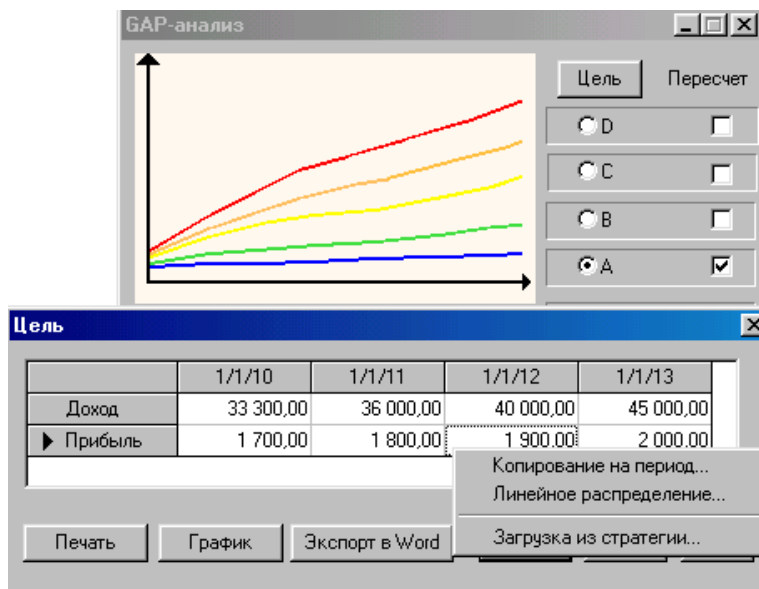 GAP-анализ
Цель Пересчет
D
C
B
A
Цель
1/1/10 1/1/11 1/1/12 1/1/13
Доход 33 300,00 36 000,00 40 000,00 45 000,00
Прибыль 1 700,00 1 800,00 1 900,00 2 000,00
Копирование на период...
Линейное распределение...
Загрузка из стратегии...
Печать График Экспорт в Word